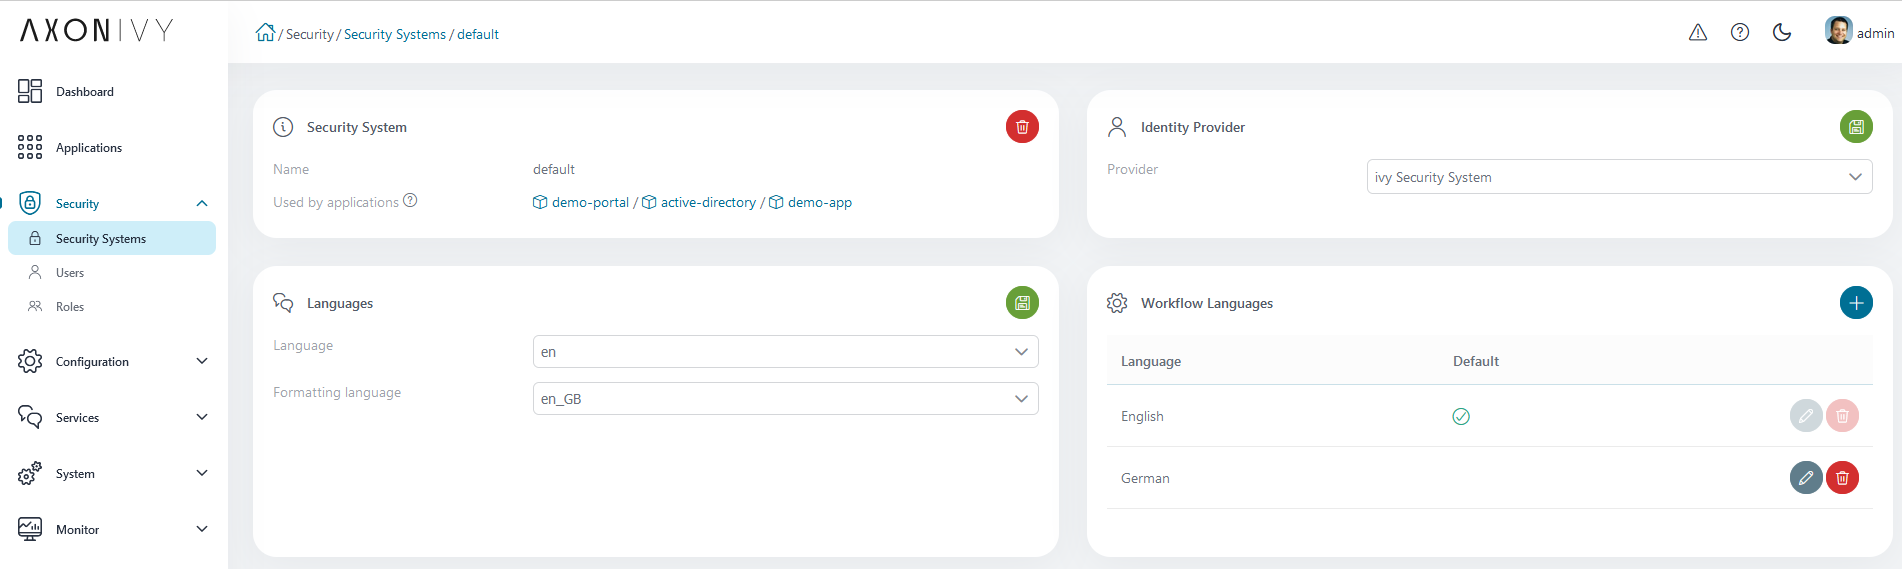 AXONIVY
/ Security / Security Systems / default
admin
Dashboard
Applications
Security
Security Systems
Users
Roles
Configuration
Services
System
Monitor
Security System
Name default
Used by applications ? demo-portal / active-directory / demo-app
Identity Provider
Provider ivy Security System
Languages
Language en
Formatting language en_GB
Workflow Languages
Language Default
English
German